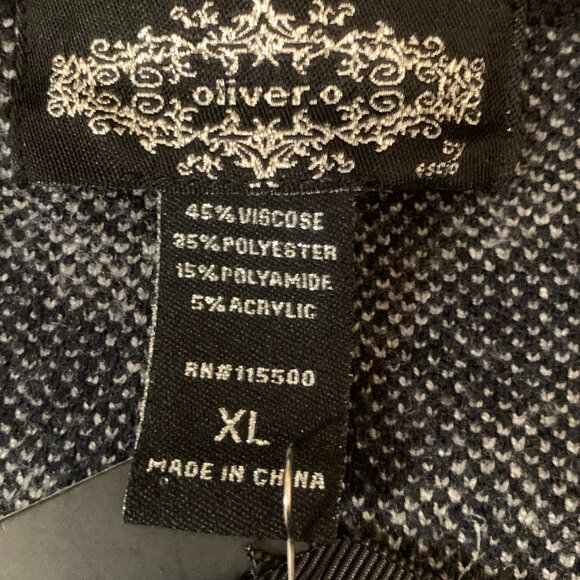 oliver.o
45% VISCOSE
35% POLYESTER
15% POLYAMIDE
5% ACRYLIC
RN#115500
XL
MADE IN CHINA